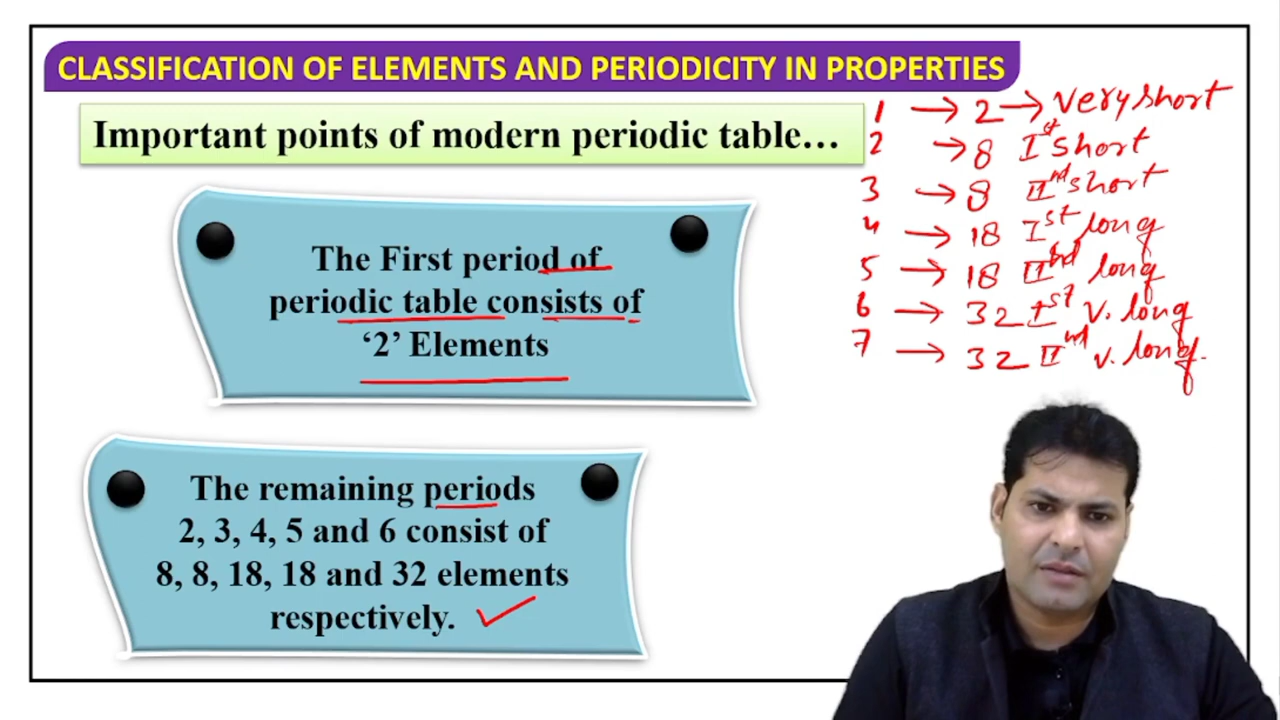 CLASSIFICATION OF ELEMENTS AND PERIODICITY IN PROPERTIES
Important points of modern periodic table...
The First period of
periodic table consists of
‘2’ Elements
The remaining periods
2, 3, 4, 5 and 6 consist of
8, 8, 18, 18 and 32 elements
respectively.
1 → 2 → Very short
2 → 8 Ist short
3 → 8 IInd short
4 → 18 Ist long
5 → 18 IInd long
6 → 32 Ist v. long
7 → 32 IInd v. long.